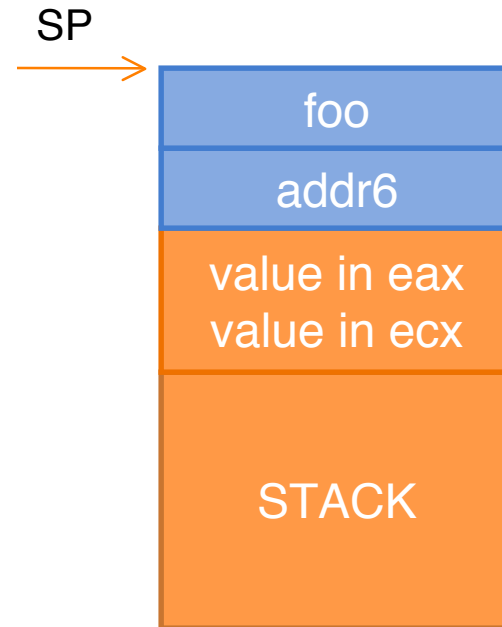 SP
foo
addr6
value in eax
value in ecx
STACK